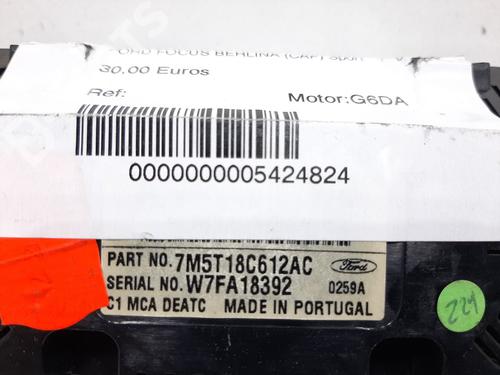 FORD FOCUS BERLINA (CAP) Sport
30,00 Euros
Ref:
Motor:G6DA
0000000005424824
PART NO. 7M5T18C612AC
Ford
SERIAL NO. W7FA18392
0259A
C1 MCA DEATC MADE IN PORTUGAL
224